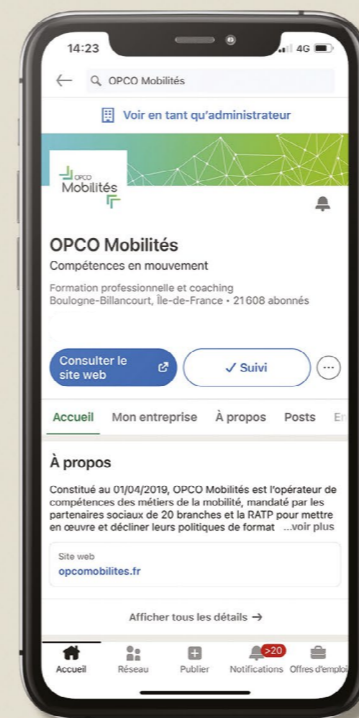 14:23
4G
OPCO Mobilités
Voir en tant qu'administrateur
OPCO
Mobilités
OPCO Mobilités
Compétences en mouvement
Formation professionnelle et coaching
Boulogne-Billancourt, Île-de-France • 21 608 abonnés
Consulter le
site web
✓ Suivi
Accueil Mon entreprise À propos Posts En
À propos
Constitué au 01/04/2019, OPCO Mobilités est l'opérateur de
compétences des métiers de la mobilité, mandaté par les
partenaires sociaux de 20 branches et la RATP pour mettre
en œuvre et décliner leurs politiques de format ...voir plus
Site web
opcomobilites.fr
Afficher tous les détails →
>20
Accueil Réseau Publier Notifications Offres d'emploi